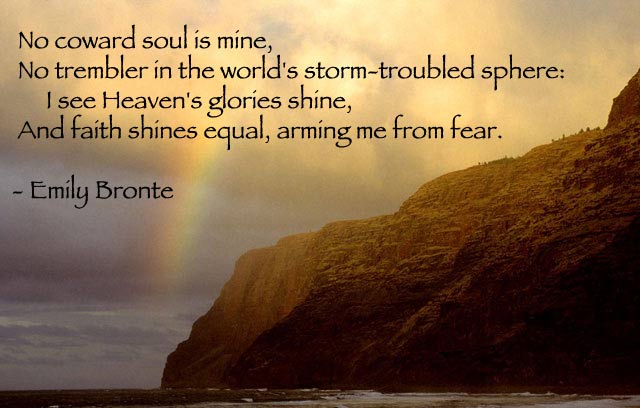 No coward soul is mine,
No trembler in the world's storm-troubled sphere:
I see Heaven's glories shine,
And faith shines equal, arming me from fear.
- Emily Bronte